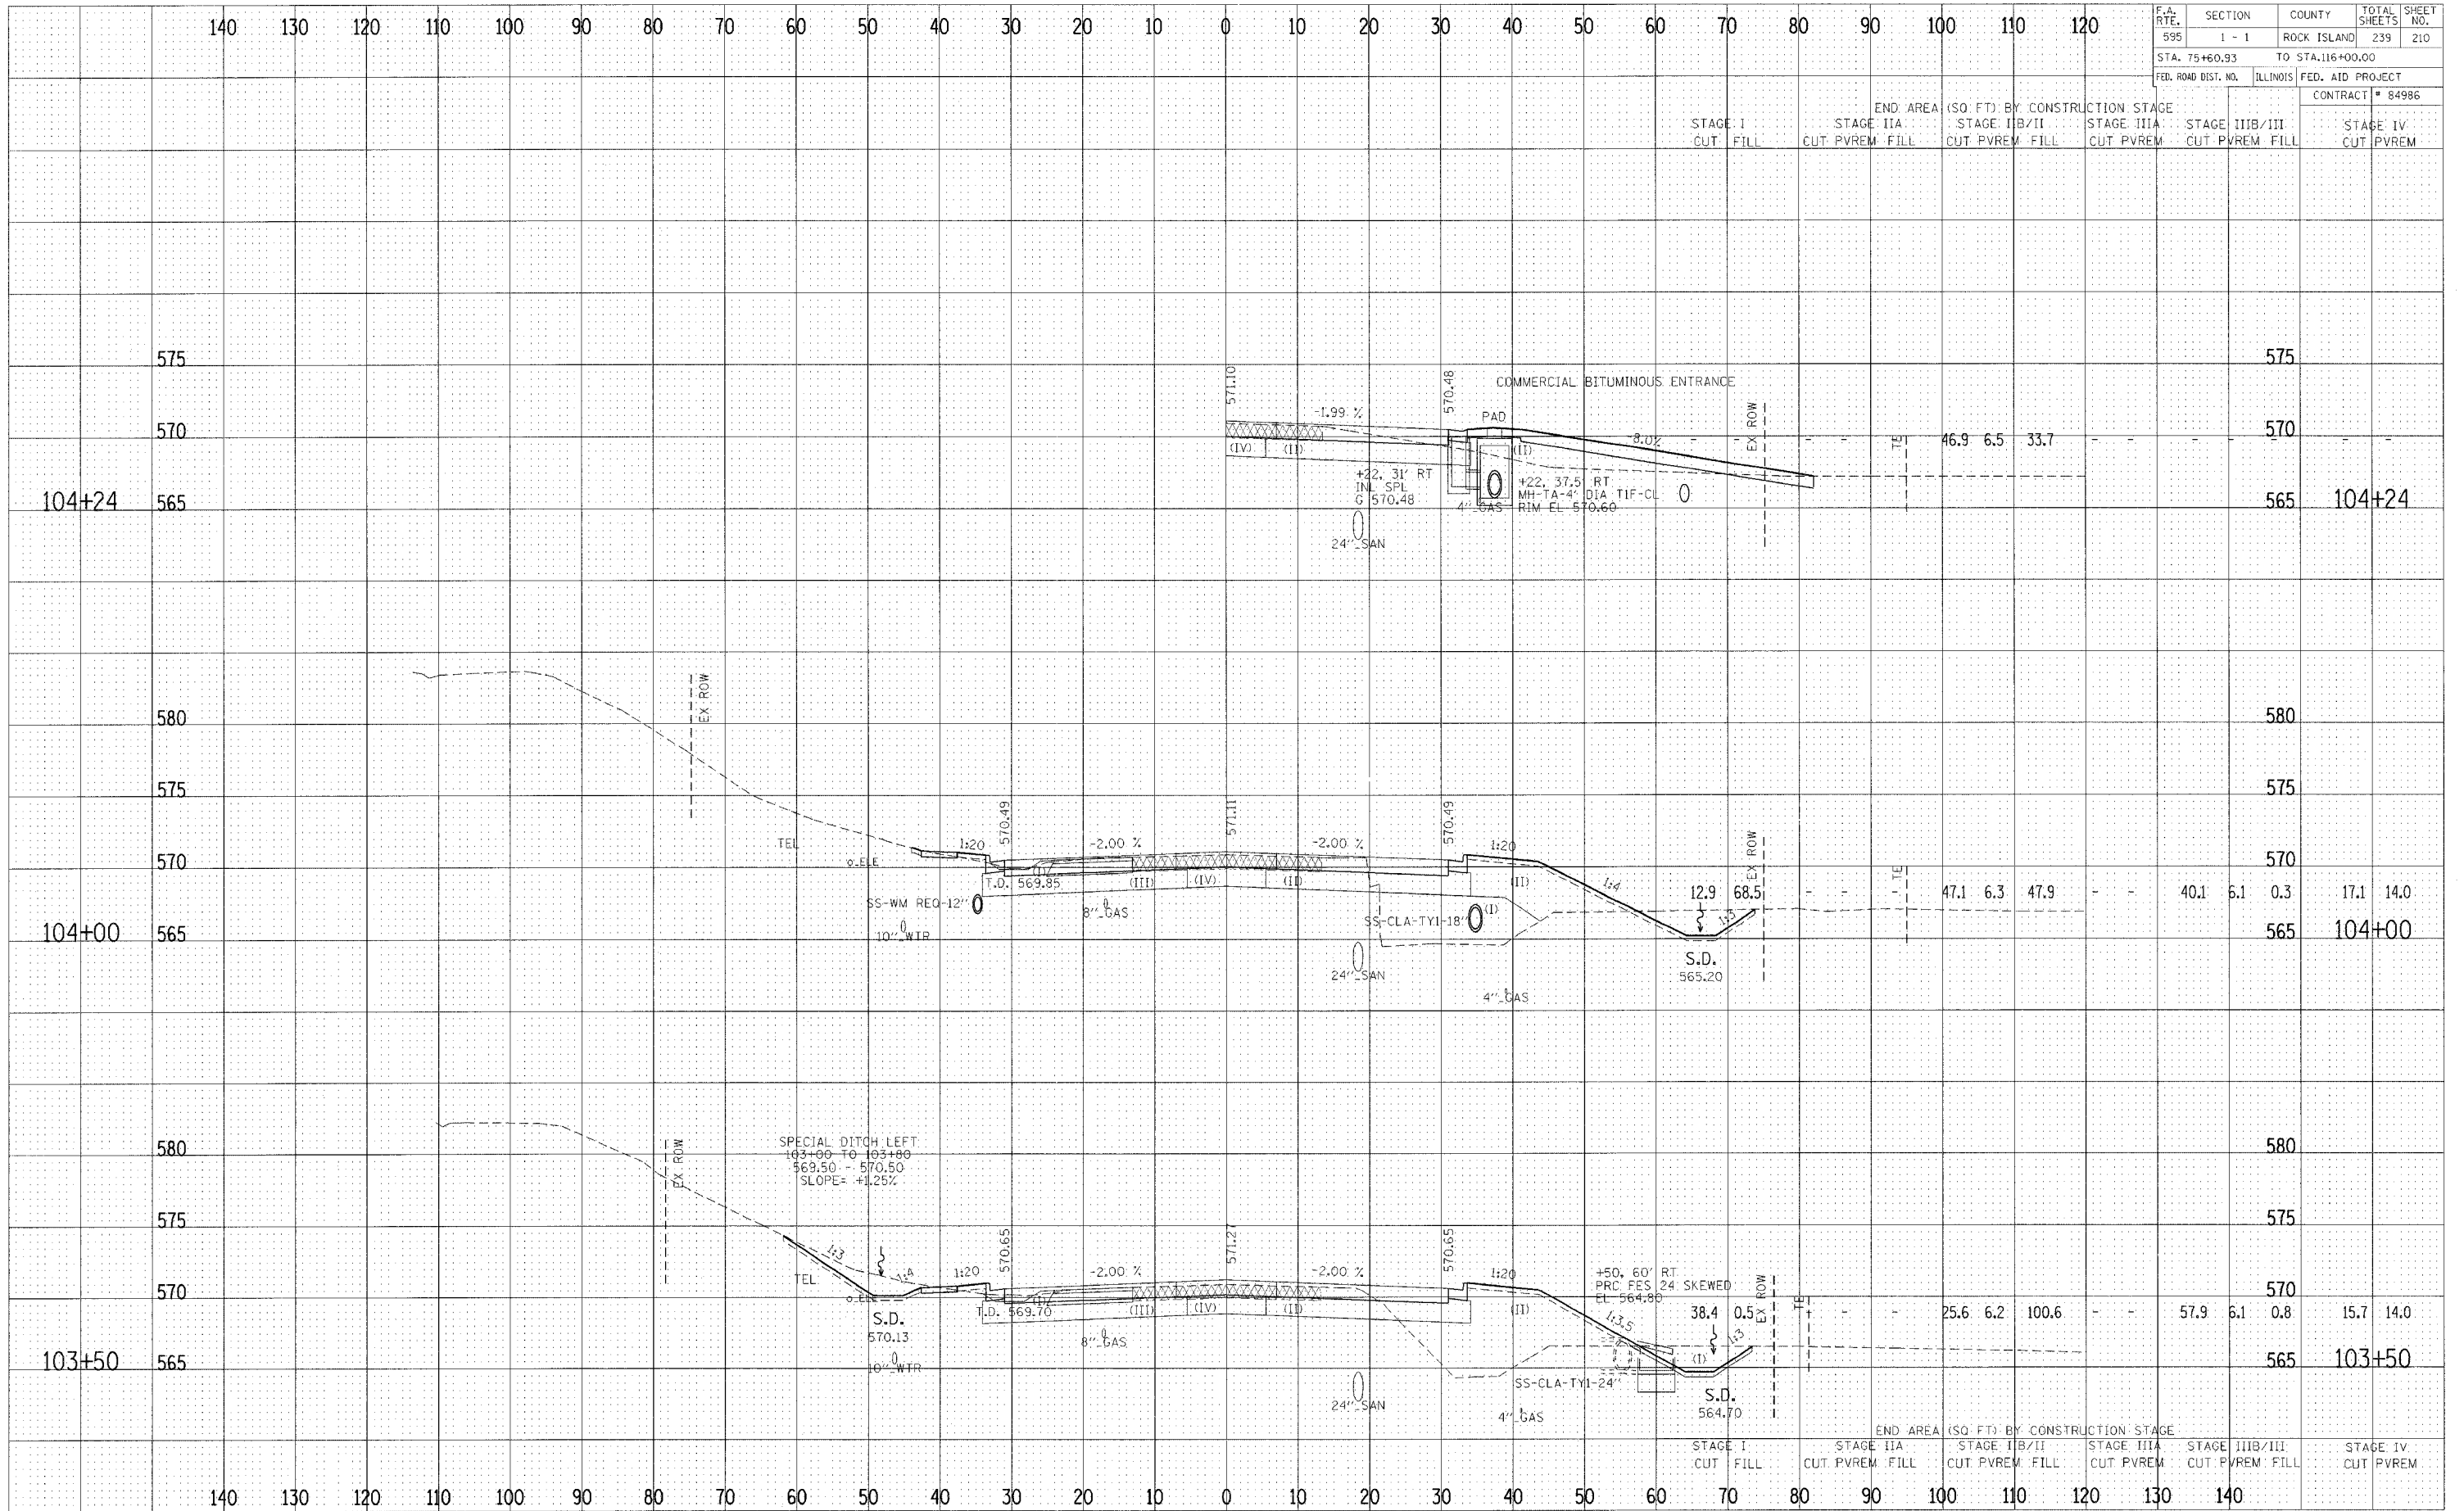 140 130 120 110 100 90 80 70 60 50 40 30 20 10 0 10 20 30 40 50 60 70 80 90 100 110 120
F.A. RTE. SECTION COUNTY TOTAL SHEETS SHEET NO.
595 1 - 1 ROCK ISLAND 239 210
STA. 75+60.93 TO STA.116+00.00
FED. ROAD DIST. NO. ILLINOIS FED. AID PROJECT
CONTRACT # 84986
END AREA (SQ FT) BY CONSTRUCTION STAGE
STAGE I STAGE IIA STAGE IIB/II STAGE IIIA STAGE IIIB/III STAGE IV
CUT FILL CUT PVREM FILL CUT PVREM FILL CUT PVREM CUT PVREM FILL CUT PVREM
575 575
571.10
570.48
COMMERCIAL BITUMINOUS ENTRANCE
-1.99 %
PAD
EX ROW
570 570
-8.0%
- - - - - TE 46.9 6.5 33.7 - - - - - - -
(IV) (II) (II)
+22, 31' RT
INL SPL
G 570.48
+22, 37.5' RT
MH-TA-4' DIA T1F-CL
RIM EL 570.60
4"_GAS
104+24 565 565 104+24
24"_SAN
580 580
EX ROW
575 575
570.49 571.11 570.49
TEL 1:20 -2.00 % -2.00 % 1:20
EX ROW
570 570
ELE
(I)
T.D. 569.85 (III) (IV) (II) (II)
1:4
TE
12.9 68.5 - - - 47.1 6.3 47.9 - - 40.1 6.1 0.3 17.1 14.0
SS-WM REQ-12"
8"_GAS
SS-CLA-TY1-18" (I)
1:3
104+00 565 565 104+00
10"_WTR
24"_SAN
S.D.
565.20
4"_GAS
580 580
EX ROW
SPECIAL DITCH LEFT
103+00 TO 103+80
569.50 - 570.50
SLOPE= +1.25%
575 575
570.65 571.27 570.65
1:3 1:4 1:20 -2.00 % -2.00 % 1:20
TEL
+50, 60' RT
PRC FES 24 SKEWED
EL 564.80
EX ROW
570 570
ELE
(I)
T.D. 569.70 (III) (IV) (II) (II)
TE
S.D.
570.13
8"_GAS
1:3.5
38.4 0.5 - - - 25.6 6.2 100.6 - - 57.9 6.1 0.8 15.7 14.0
1:3
(I)
103+50 565 565 103+50
10"_WTR
24"_SAN
SS-CLA-TY1-24"
4"_GAS
S.D.
564.70
END AREA (SQ FT) BY CONSTRUCTION STAGE
STAGE I STAGE IIA STAGE IIB/II STAGE IIIA STAGE IIIB/III STAGE IV
CUT FILL CUT PVREM FILL CUT PVREM FILL CUT PVREM CUT PVREM FILL CUT PVREM
140 130 120 110 100 90 80 70 60 50 40 30 20 10 0 10 20 30 40 50 60 70 80 90 100 110 120 130 140